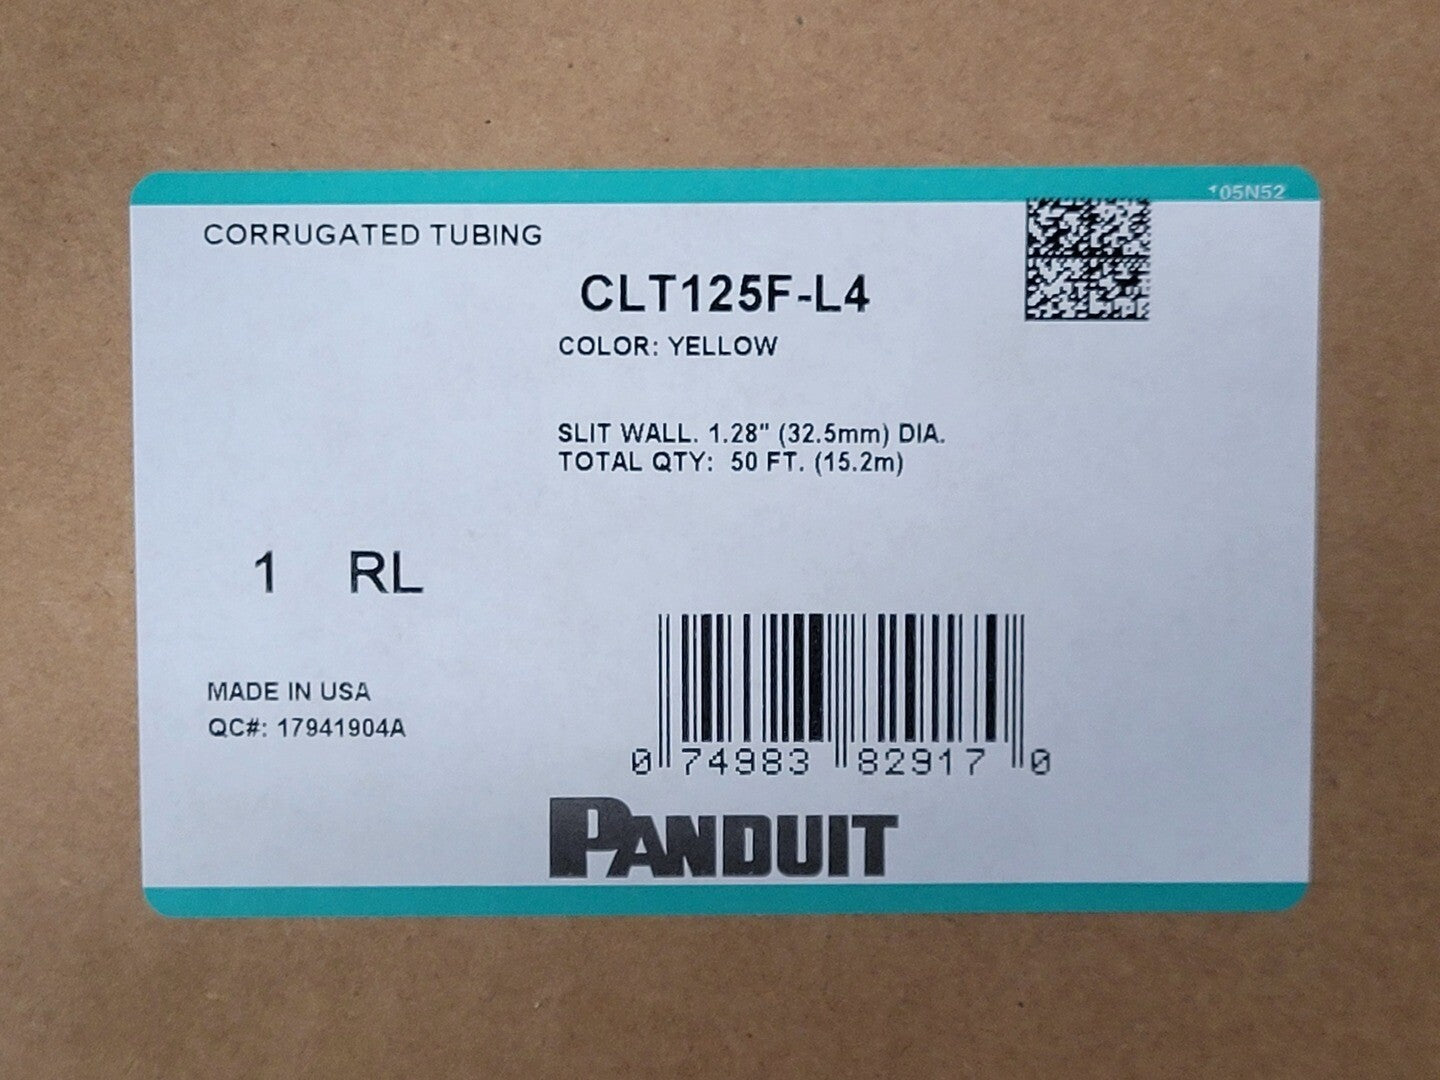 105N52
CORRUGATED TUBING
CLT125F-L4
COLOR: YELLOW
SLIT WALL. 1.28" (32.5mm) DIA.
TOTAL QTY: 50 FT. (15.2m)
1 RL
MADE IN USA
QC#: 17941904A
0 74983 82917 0
PANDUIT